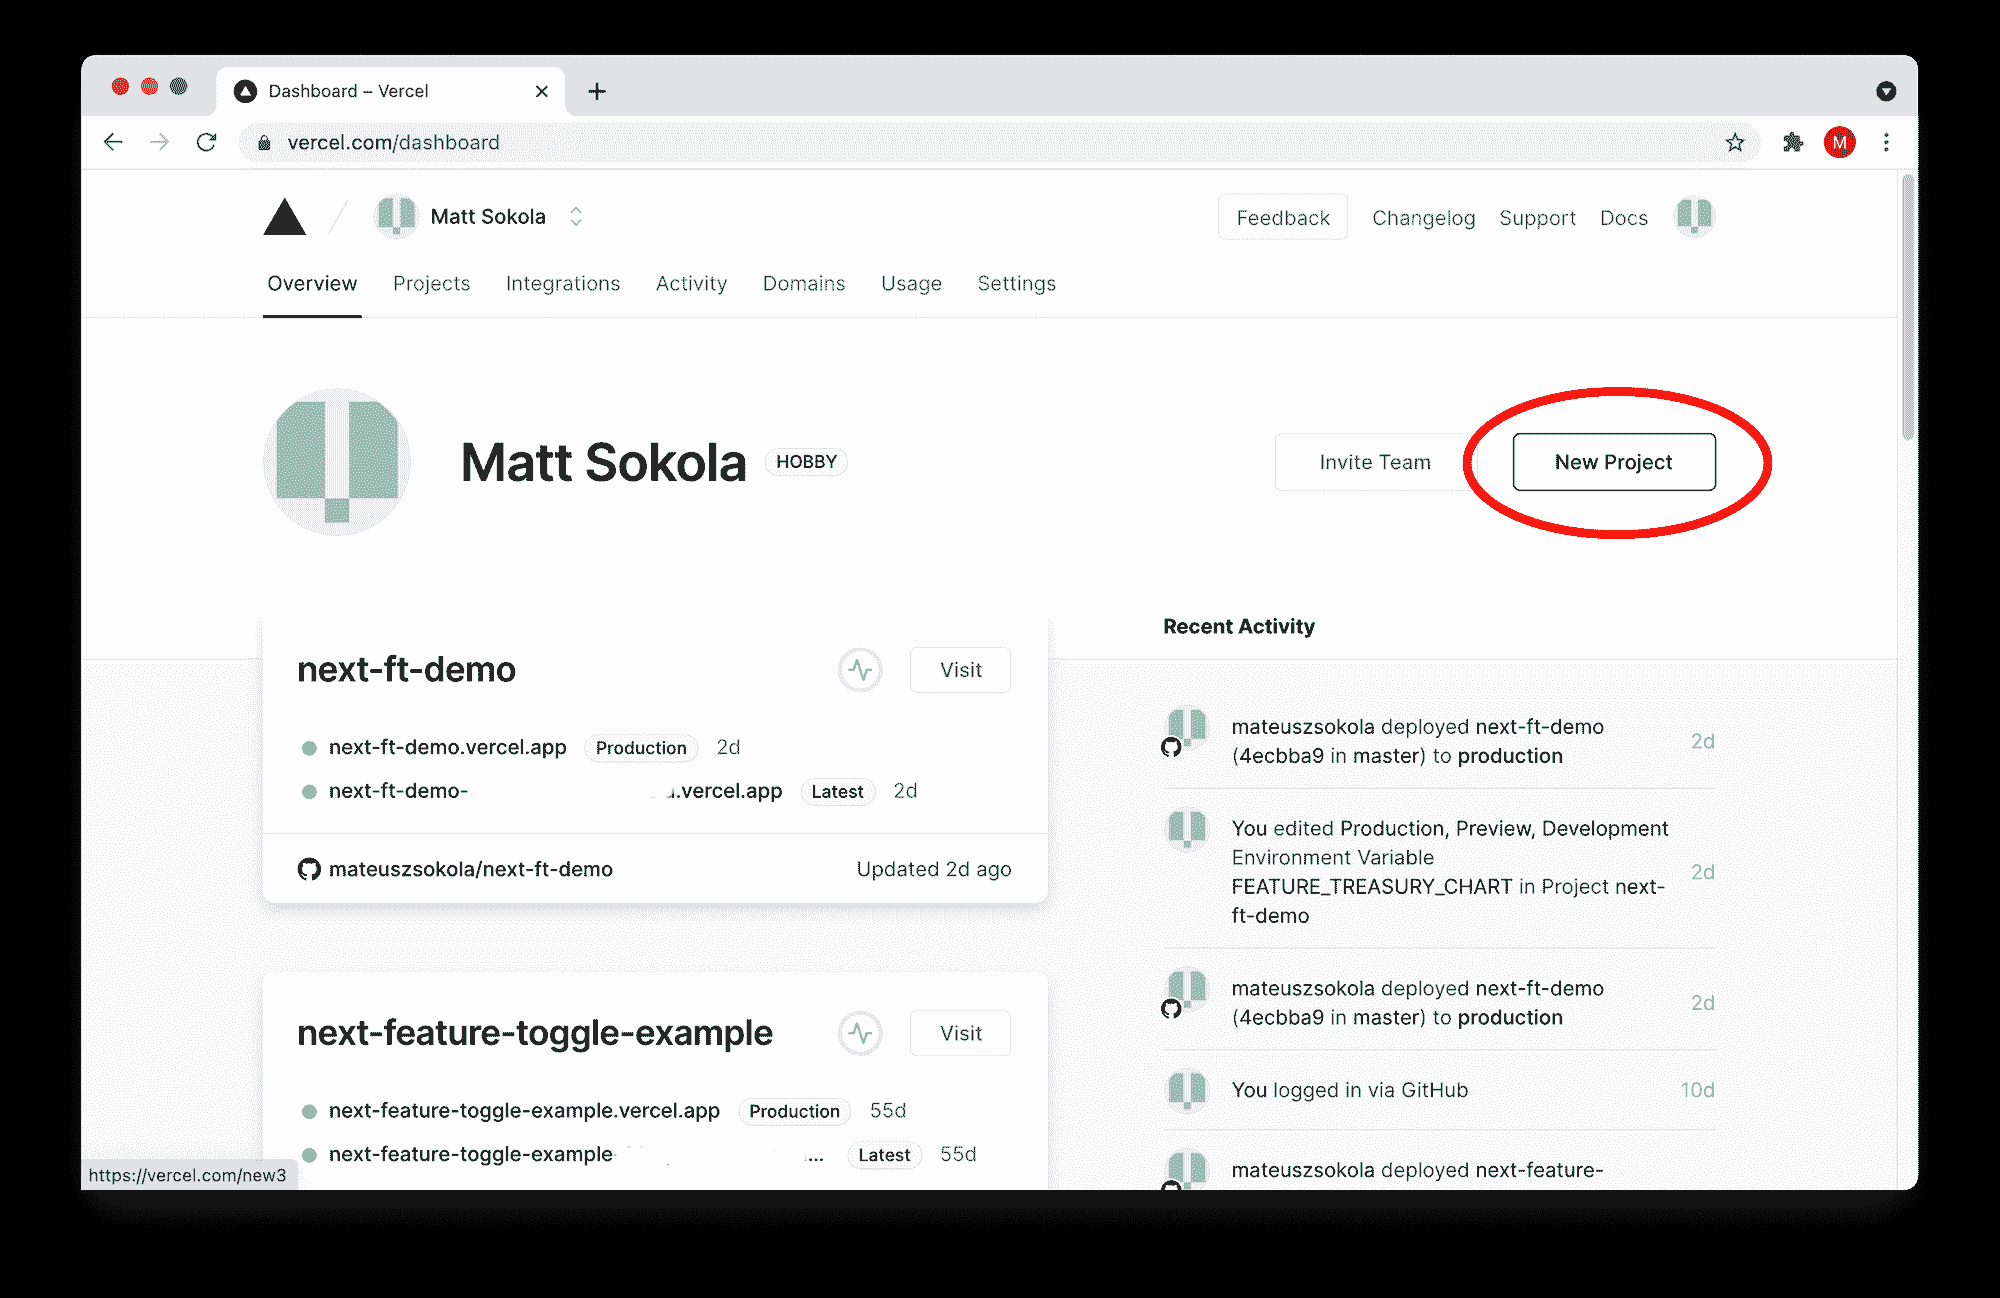 Dashboard – Vercel
vercel.com/dashboard
M
Matt Sokola
Feedback Changelog Support Docs
Overview Projects Integrations Activity Domains Usage Settings
Matt Sokola HOBBY
Invite Team New Project
next-ft-demo Visit
next-ft-demo.vercel.app Production 2d
next-ft-demo- .vercel.app Latest 2d
mateuszsokola/next-ft-demo Updated 2d ago
next-feature-toggle-example Visit
next-feature-toggle-example.vercel.app Production 55d
next-feature-toggle-example- ... Latest 55d
Recent Activity
mateuszsokola deployed next-ft-demo
(4ecbba9 in master) to production
2d
You edited Production, Preview, Development
Environment Variable
FEATURE_TREASURY_CHART in Project next-
ft-demo
2d
mateuszsokola deployed next-ft-demo
(4ecbba9 in master) to production
2d
You logged in via GitHub 10d
mateuszsokola deployed next-feature-
https://vercel.com/new3